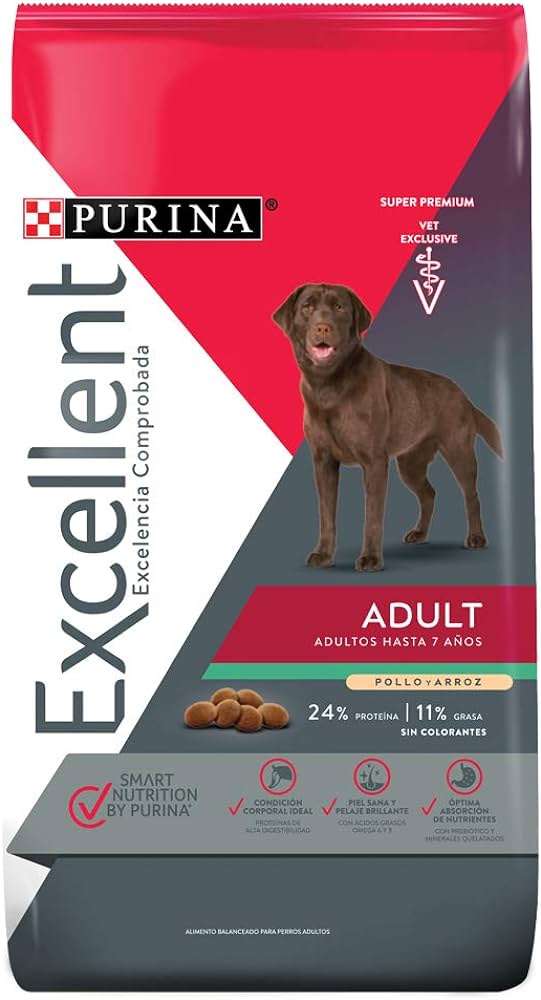 PURINA®
Excellent
Excelencia Comprobada
SUPER PREMIUM
VET
EXCLUSIVE
V
ADULT
ADULTOS HASTA 7 AÑOS
POLLO Y ARROZ
24% PROTEÍNA | 11% GRASA
SIN COLORANTES
SMART
NUTRITION
BY PURINA®
CONDICIÓN
CORPORAL IDEAL
PROTEÍNAS DE
ALTA DIGESTIBILIDAD
PIEL SANA Y
PELAJE BRILLANTE
CON ÁCIDOS GRASOS
OMEGA 6 Y 3
ÓPTIMA
ABSORCIÓN
DE NUTRIENTES
CON PREBIÓTICO Y
MINERALES QUELATADOS
ALIMENTO BALANCEADO PARA PERROS ADULTOS